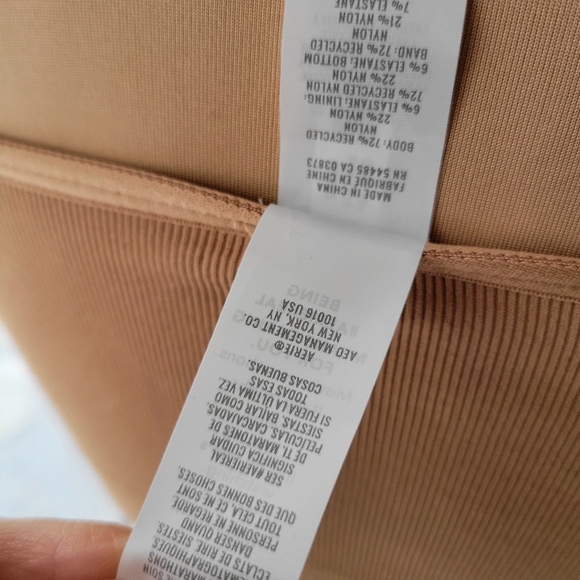 SOIN
MARATHONS
ÉCLATS DE RIRE, SIESTES,
DANSER QUAND
PERSONNE NE REGARDE.
TOUT CELA CE NE SONT
QUE DES BONNES CHOSES.
SER #AERIEREAL
SIGNIFICA CUIDAR
DE TI. MARATONES DE
PELÍCULAS, CARCAJADAS,
SIESTAS, BAILAR COMO
SI FUERA LA ÚLTIMA VEZ.
TODAS ESAS
COSAS BUENAS.
AERIE®
AEO MANAGEMENT CO.
NEW YORK, NY
10016 USA
MADE IN CHINA
FABRIQUÉ EN CHINE
RN 54485 CA 03873
BODY: 72% RECYCLED
NYLON
22% NYLON
6% ELASTANE. LINING:
72% RECYCLED NYLON
22% NYLON
6% ELASTANE. BOTTOM
BAND: 72% RECYCLED
NYLON
21% NYLON
7% ELASTANE